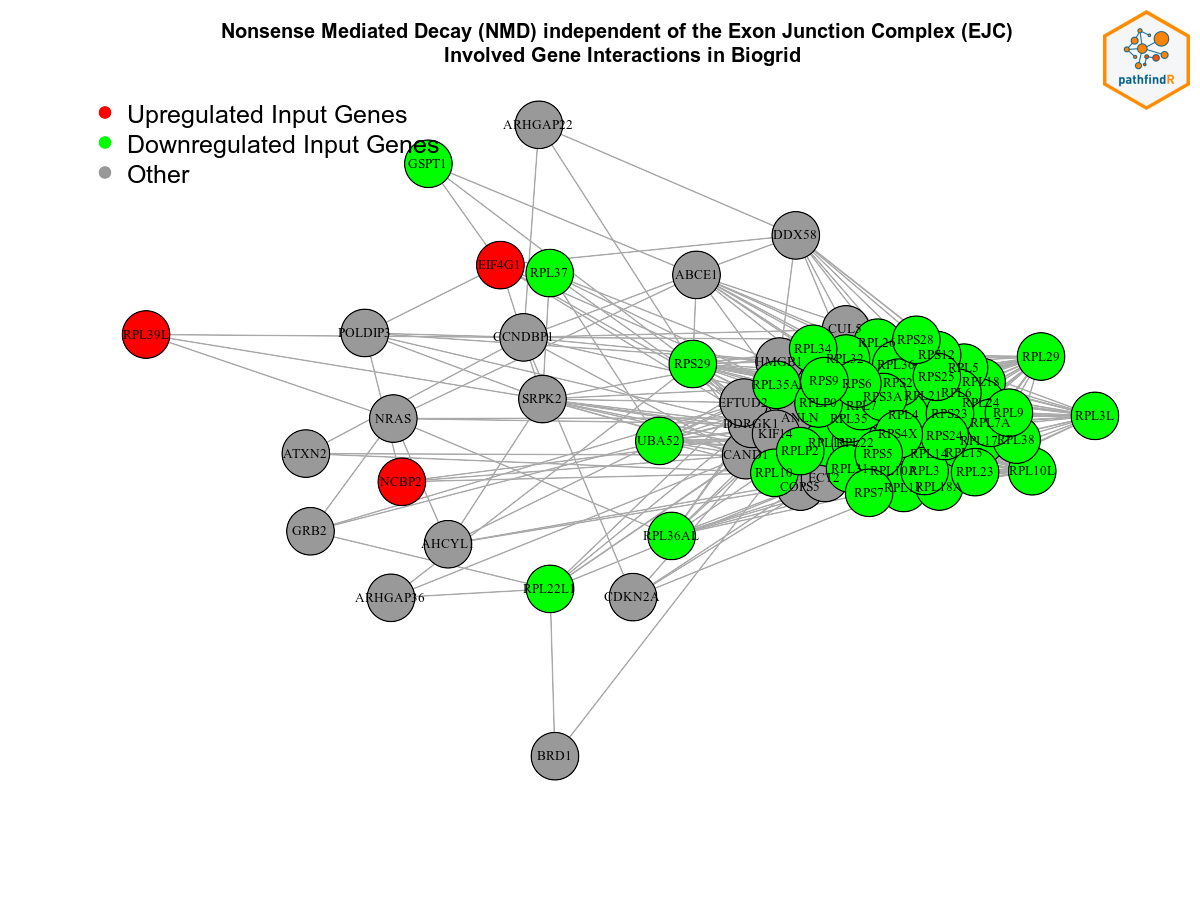 Nonsense Mediated Decay (NMD) independent of the Exon Junction Complex (EJC)
Involved Gene Interactions in Biogrid
pathfindR
Upregulated Input Genes
Downregulated Input Genes
Other
ARHGAP22
GSPT1
DDX58
EIF4G1
RPL37
ABCE1
RPL39L
POLDIP3
CCNDBP1
CUL5
RPL26
RPS28
RPL34
RPS12
RPL29
HMGB1
RPL32
RPL36
RPL5
RPS29
RPL35A
RPS9
RPS6
RPS2
RPS25
RPL18
SRPK2
EFTUD2
RPLP0
RPL7
RPS3A
RPL21
RPL6
RPL24
NRAS
DDRGK1
ANLN
RPL35
RPL4
RPS23
RPL7A
RPL9
RPL3L
UBA52
KIF14
RPL22
RPS4X
RPS24
RPL17
RPL38
ATXN2
CAND1
RPLP2
RPS5
RPL14
RPL15
NCBP2
RPL10
RPL31
RPL3
RPL23
RPL10L
COPS5
RPS7
RPL11
RPL18A
GRB2
AHCYL1
RPL36AL
ARHGAP36
RPL22L1
CDKN2A
BRD1